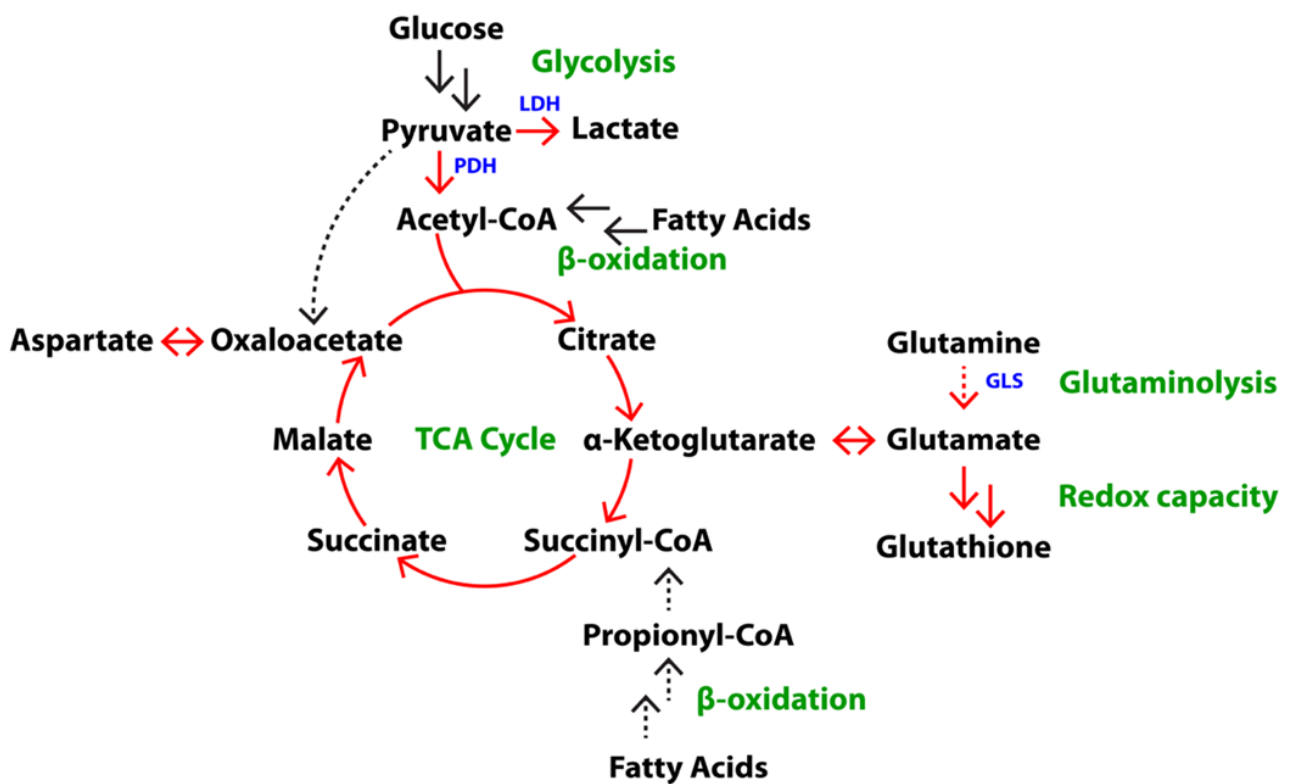 Glucose
Glycolysis
LDH
Pyruvate
Lactate
PDH
Acetyl-CoA
Fatty Acids
β-oxidation
Aspartate
Oxaloacetate
Citrate
Glutamine
GLS
Glutaminolysis
Malate
TCA Cycle
α-Ketoglutarate
Glutamate
Redox capacity
Succinate
Succinyl-CoA
Glutathione
Propionyl-CoA
β-oxidation
Fatty Acids